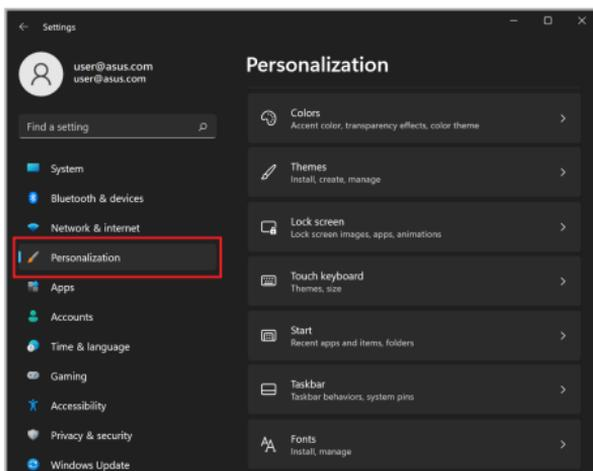 Settings
user@asus.com
user@asus.com
Find a setting
System
Bluetooth & devices
Network & internet
Personalization
Apps
Accounts
Time & language
Gaming
Accessibility
Privacy & security
Windows Update
Personalization
Colors
Accent color, transparency effects, color theme
Themes
Install, create, manage
Lock screen
Lock screen images, apps, animations
Touch keyboard
Themes, size
Start
Recent apps and items, folders
Taskbar
Taskbar behaviors, system pins
Fonts
Install, manage